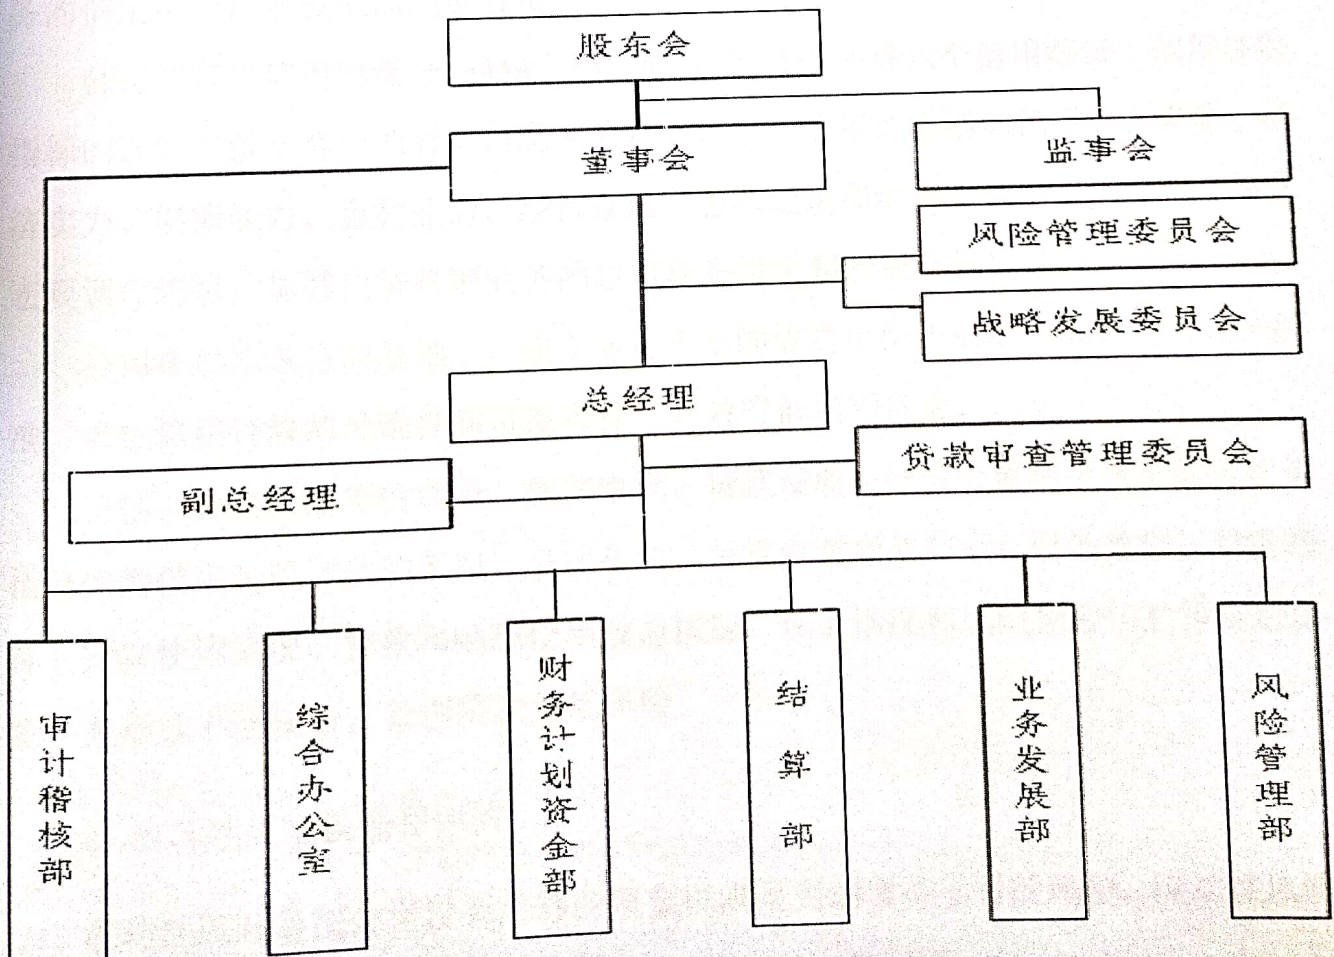 股东会
董事会
监事会
风险管理委员会
战略发展委员会
总经理
贷款审查管理委员会
副总经理
审计稽核部
综合办公室
财务计划资金部
结算部
业务发展部
风险管理部